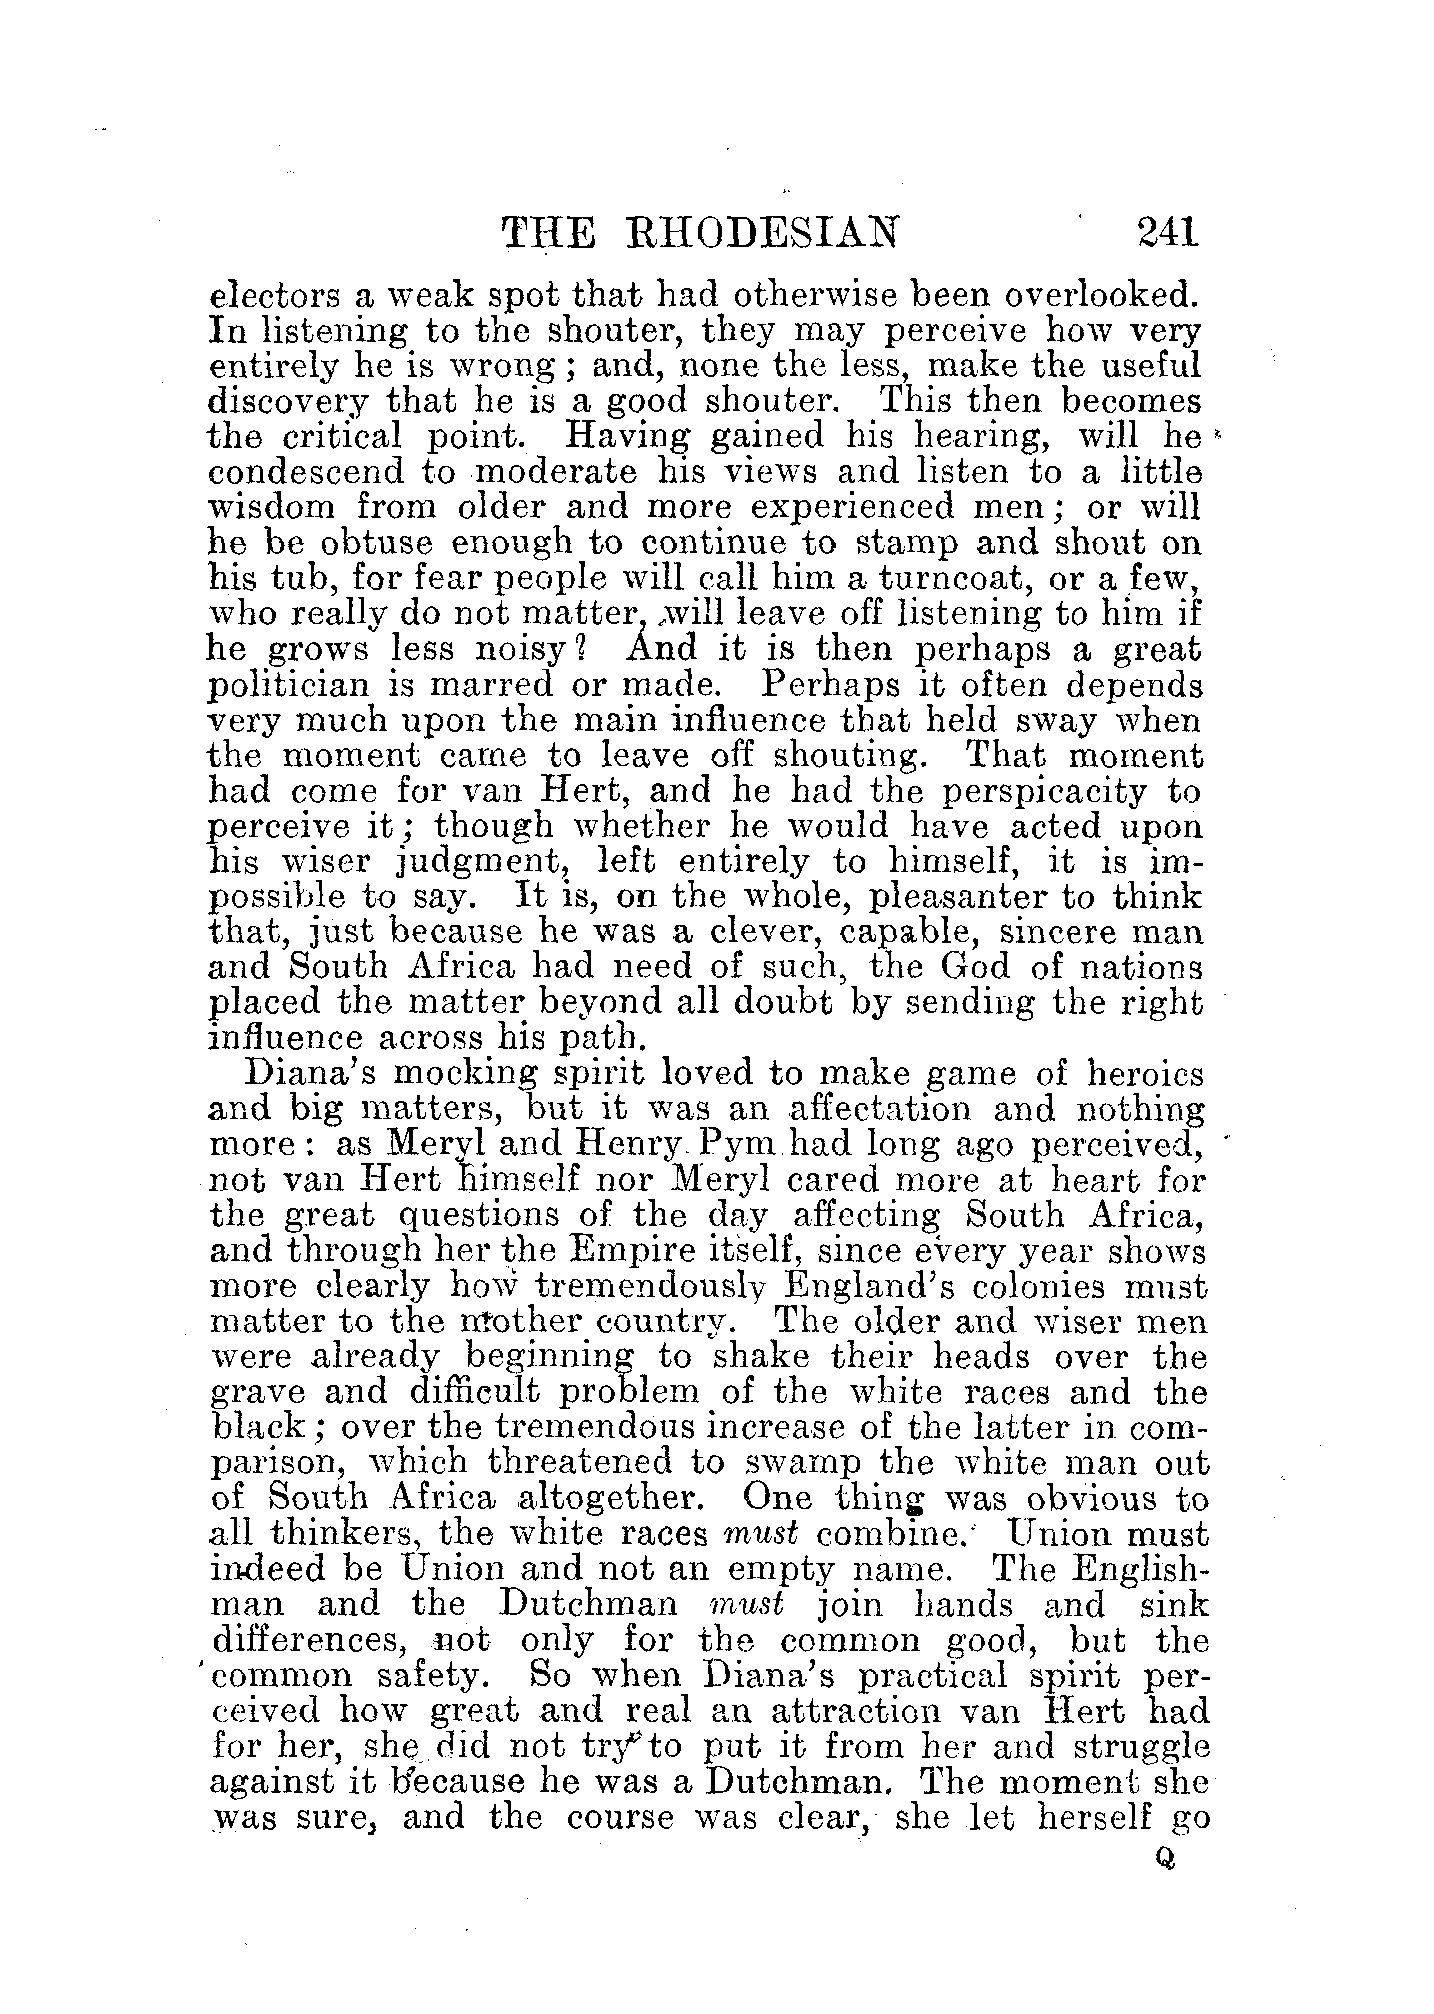 THE RHODESIAN 241
electors a weak spot that had otherwise been overlooked.
In listening to the shouter, they may perceive how very
entirely he is wrong ; and, none the less, make the useful
discovery that he is a good shouter. This then becomes
the critical point. Having gained his hearing, will he
condescend to moderate his views and listen to a little
wisdom from older and more experienced men ; or will
he be obtuse enough to continue to stamp and shout on
his tub, for fear people will call him a turncoat, or a few,
who really do not matter, will leave off listening to him if
he grows less noisy ? And it is then perhaps a great
politician is marred or made. Perhaps it often depends
very much upon the main influence that held sway when
the moment came to leave off shouting. That moment
had come for van Hert, and he had the perspicacity to
perceive it ; though whether he would have acted upon
his wiser judgment, left entirely to himself, it is im-
possible to say. It is, on the whole, pleasanter to think
that, just because he was a clever, capable, sincere man
and South Africa had need of such, the God of nations
placed the matter beyond all doubt by sending the right
influence across his path.
Diana's mocking spirit loved to make game of heroics
and big matters, but it was an affectation and nothing
more : as Meryl and Henry Pym had long ago perceived,
not van Hert himself nor Meryl cared more at heart for
the great questions of the day affecting South Africa,
and through her the Empire itself, since every year shows
more clearly how tremendously England's colonies must
matter to the mother country. The older and wiser men
were already beginning to shake their heads over the
grave and difficult problem of the white races and the
black ; over the tremendous increase of the latter in com-
parison, which threatened to swamp the white man out
of South Africa altogether. One thing was obvious to
all thinkers, the white races must combine. Union must
indeed be Union and not an empty name. The English-
man and the Dutchman must join hands and sink
differences, not only for the common good, but the
common safety. So when Diana's practical spirit per-
ceived how great and real an attraction van Hert had
for her, she did not try to put it from her and struggle
against it because he was a Dutchman. The moment she
was sure, and the course was clear, she let herself go
Q